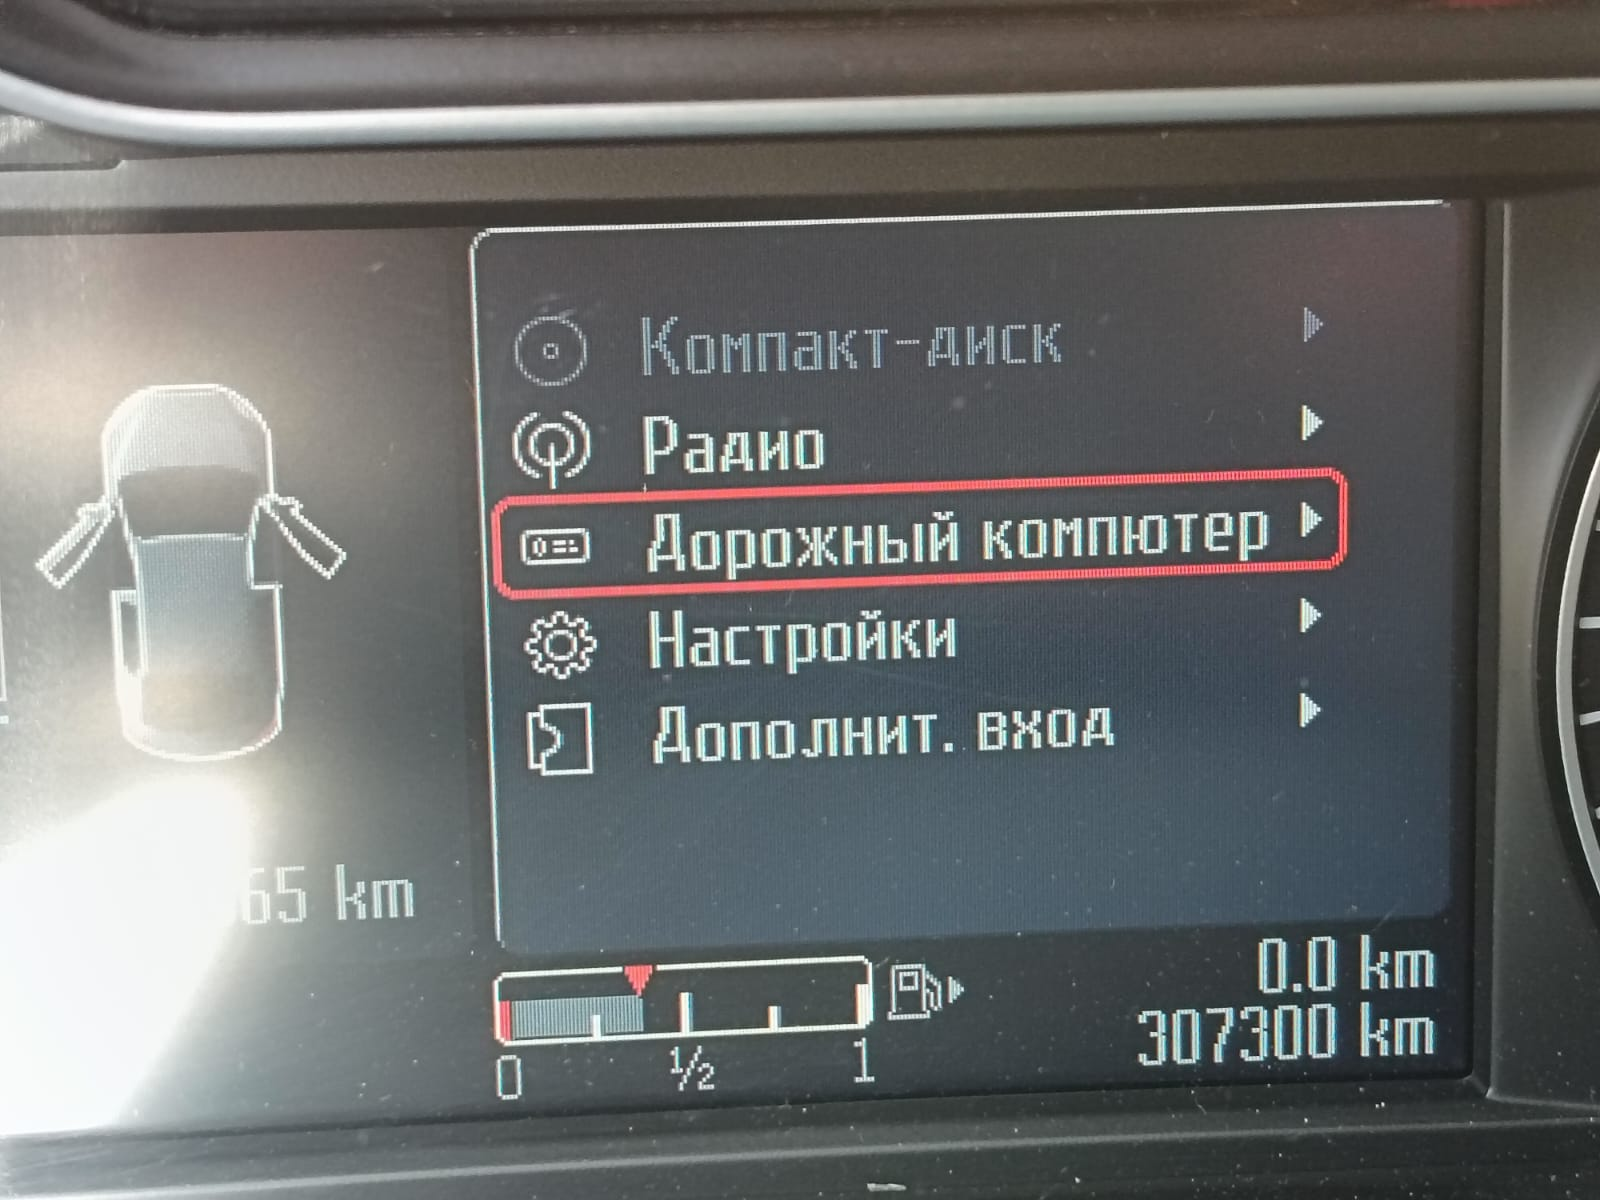 Компакт-диск
Радио
Дорожный компютер
Настройки
Дополнит. вход
65 km
0 1/2 1
0.0 km
307300 km